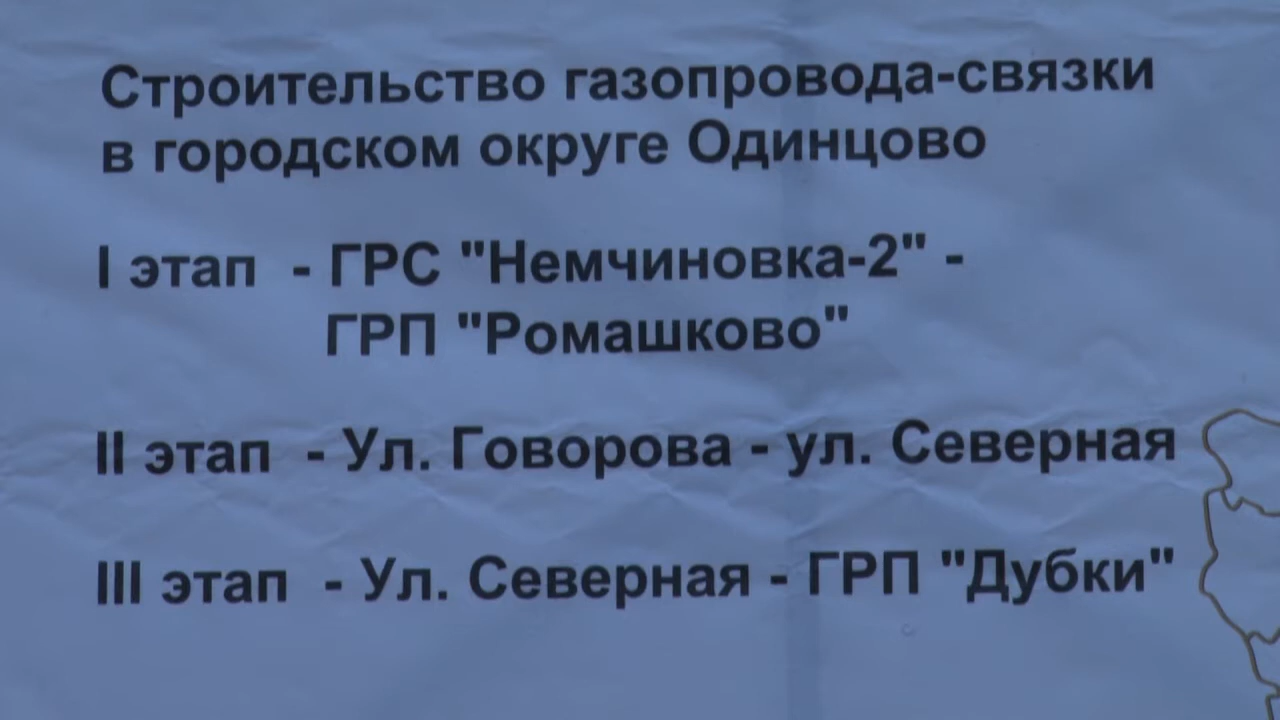 Строительство газопровода-связки
в городском округе Одинцово
I этап - ГРС "Немчиновка-2" -
ГРП "Ромашково"
II этап - Ул. Говорова - ул. Северная
III этап - Ул. Северная - ГРП "Дубки"